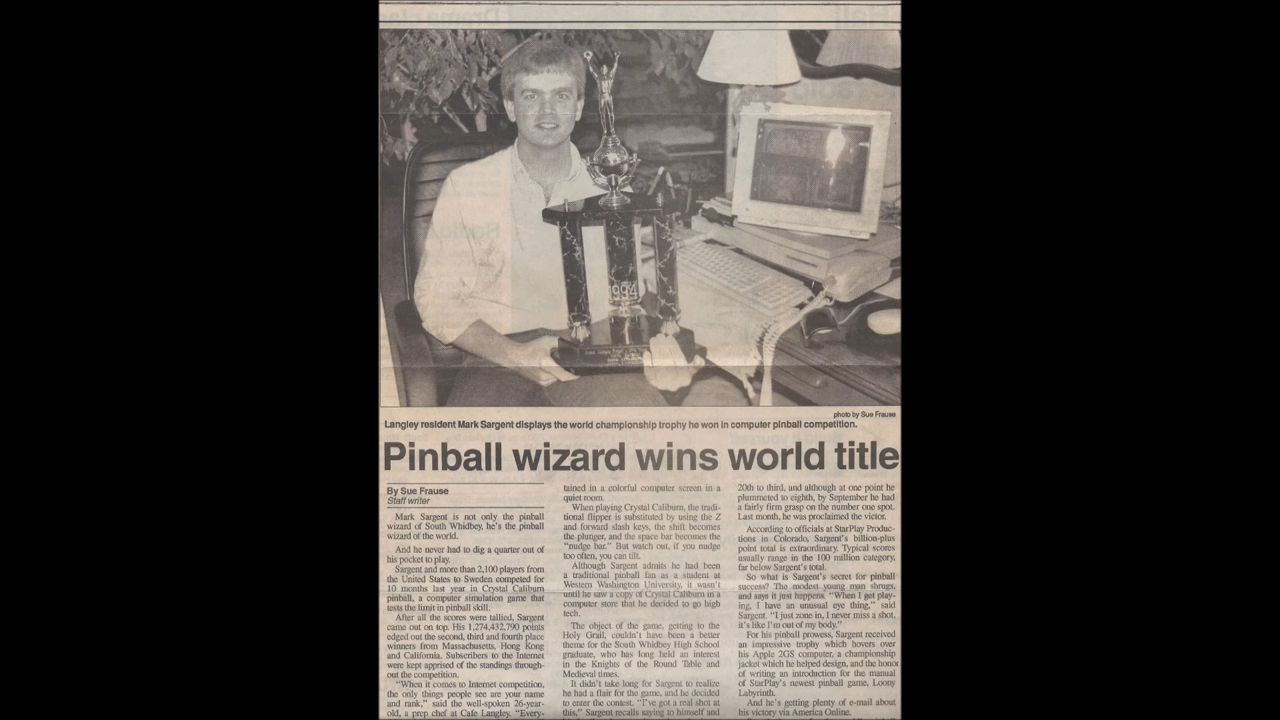 1994
photo by Sue Frause
Langley resident Mark Sargent displays the world championship trophy he won in computer pinball competition.
Pinball wizard wins world title
By Sue Frause
Staff writer
Mark Sargent is not only the pinball
wizard of South Whidbey, he's the pinball
wizard of the world.
And he never had to dig a quarter out of
his pocket to play.
Sargent and more than 2,100 players from
the United States to Sweden competed for
10 months last year in Crystal Caliburn
pinball, a computer simulation game that
tests the limit in pinball skill.
After all the scores were tallied, Sargent
came out on top. His 1,274,432,790 points
edged out the second, third and fourth place
winners from Massachusetts, Hong Kong
and California. Subscribers to the Internet
were kept apprised of the standings through-
out the competition.
"When it comes to Internet competition,
the only things people see are your name
and rank," said the well-spoken 26-year-
old, a prep chef at Cafe Langley. "Every-
tained in a colorful computer screen in a
quiet room.
When playing Crystal Caliburn, the tradi-
tional flipper is substituted by using the Z
and forward slash keys, the shift becomes
the plunger, and the space bar becomes the
"nudge bar." But watch out, if you nudge
too often, you can tilt.
Although Sargent admits he had been
a traditional pinball fan as a student at
Western Washington University, it wasn't
until he saw a copy of Crystal Caliburn in a
computer store that he decided to go high
tech.
The object of the game, getting to the
Holy Grail, couldn't have been a better
theme for the South Whidbey High School
graduate, who has long held an interest
in the Knights of the Round Table and
Medieval times.
It didn't take long for Sargent to realize
he had a flair for the game, and he decided
to enter the contest. "I've got a real shot at
this," Sargent recalls saying to himself and
20th to third, and although at one point he
plummeted to eighth, by September he had
a fairly firm grasp on the number one spot.
Last month, he was proclaimed the victor.
According to officials at StarPlay Produc-
tions in Colorado, Sargent's billion-plus
point total is extraordinary. Typical scores
usually range in the 100 million category,
far below Sargent's total.
So what is Sargent's secret for pinball
success? The modest young man shrugs,
and says it just happens. "When I get play-
ing, I have an unusual eye thing," said
Sargent. "I just zone in, I never miss a shot,
it's like I'm out of my body."
For his pinball prowess, Sargent received
an impressive trophy which hovers over
his Apple 2GS computer, a championship
jacket which he helped design, and the honor
of writing an introduction for the manual
of StarPlay's newest pinball game, Loony
Labyrinth.
And he's getting plenty of e-mail about
his victory via America Online.